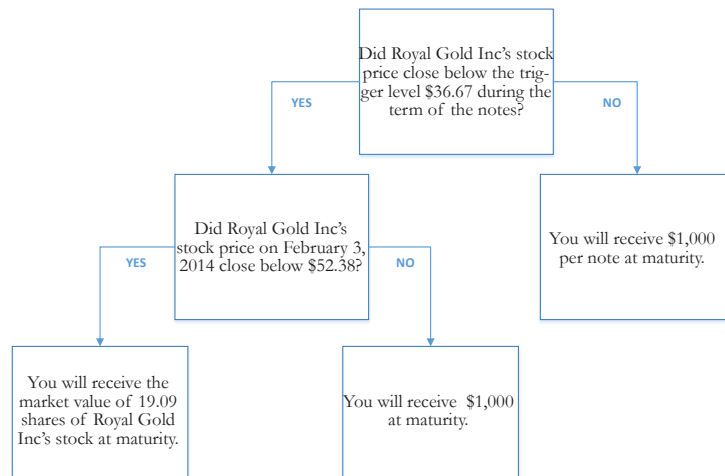 Did Royal Gold Inc's stock
price close below the trig-
ger level $36.67 during the
term of the notes?
YES
NO
Did Royal Gold Inc's
stock price on February 3,
2014 close below $52.38?
You will receive $1,000
per note at maturity.
YES
NO
You will receive the
market value of 19.09
shares of Royal Gold
Inc's stock at maturity.
You will receive $1,000
at maturity.